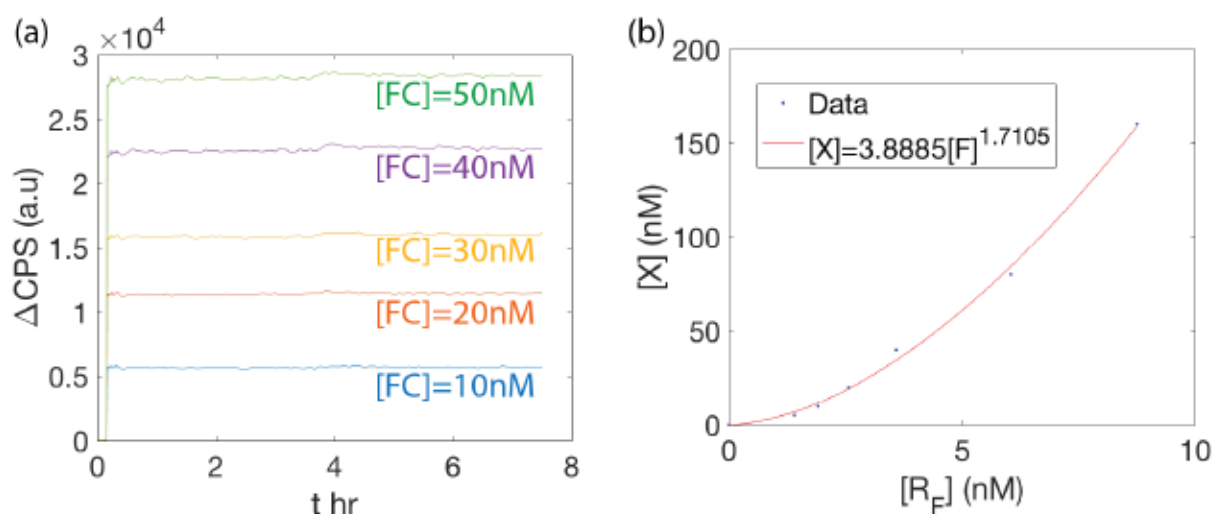 (a)
×10⁴
3
2.5
2
1.5
1
0.5
0
ΔCPS (a.u)
[FC]=50nM
[FC]=40nM
[FC]=30nM
[FC]=20nM
[FC]=10nM
0 2 4 6 8
t hr
(b)
200
150
100
50
0
[X] (nM)
Data
[X]=3.8885[F]^1.7105
0 5 10
[R_F] (nM)